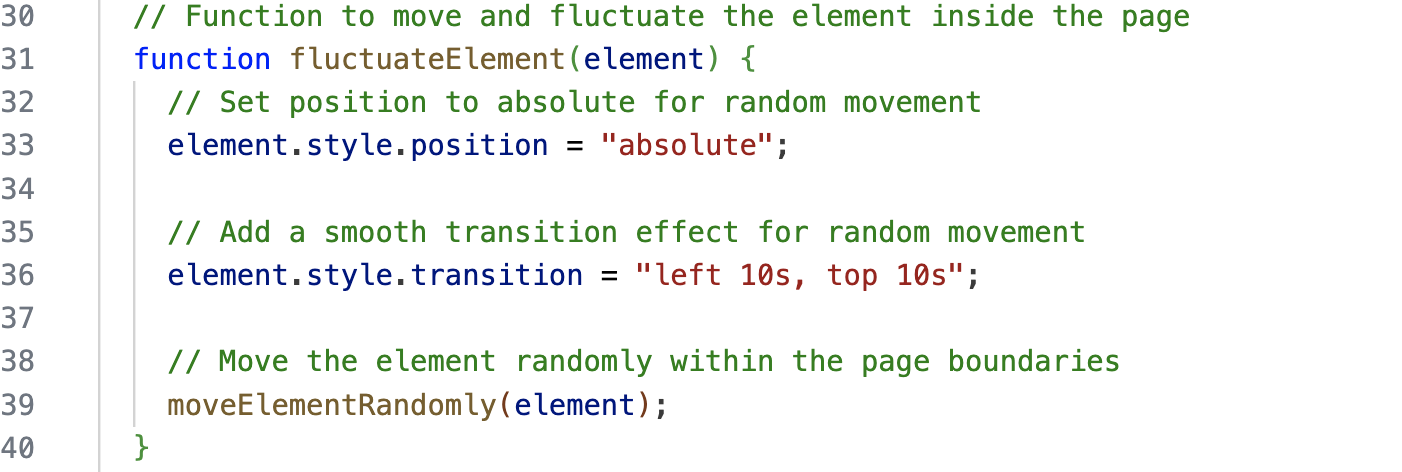 30 // Function to move and fluctuate the element inside the page
31 function fluctuateElement(element) {
32 // Set position to absolute for random movement
33 element.style.position = "absolute";
34
35 // Add a smooth transition effect for random movement
36 element.style.transition = "left 10s, top 10s";
37
38 // Move the element randomly within the page boundaries
39 moveElementRandomly(element);
40 }